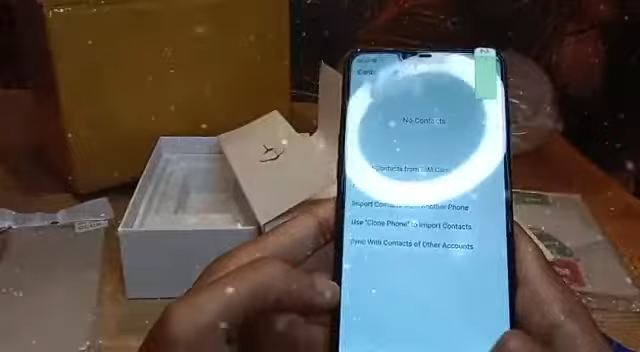 No Contacts
Contacts from SIM Card
Import Contacts from Another Phone
Use "Clone Phone" to Import Contacts
Sync With Contacts of Other Accounts